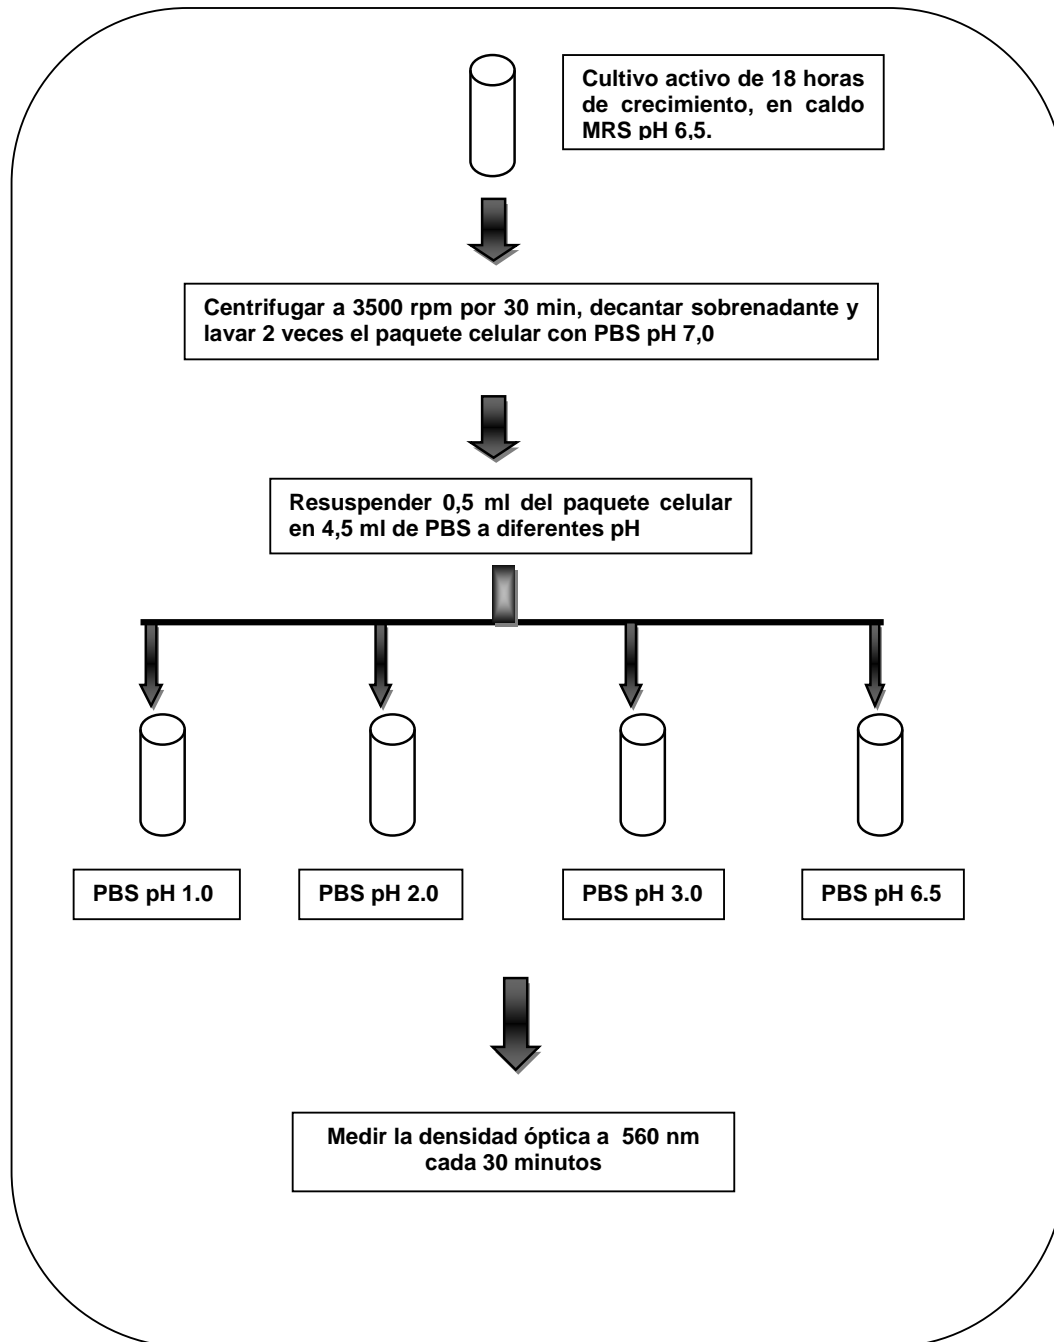 Cultivo activo de 18 horas
de crecimiento, en caldo
MRS pH 6,5.
Centrifugar a 3500 rpm por 30 min, decantar sobrenadante y
lavar 2 veces el paquete celular con PBS pH 7,0
Resuspender 0,5 ml del paquete celular
en 4,5 ml de PBS a diferentes pH
PBS pH 1.0
PBS pH 2.0
PBS pH 3.0
PBS pH 6.5
Medir la densidad óptica a 560 nm
cada 30 minutos